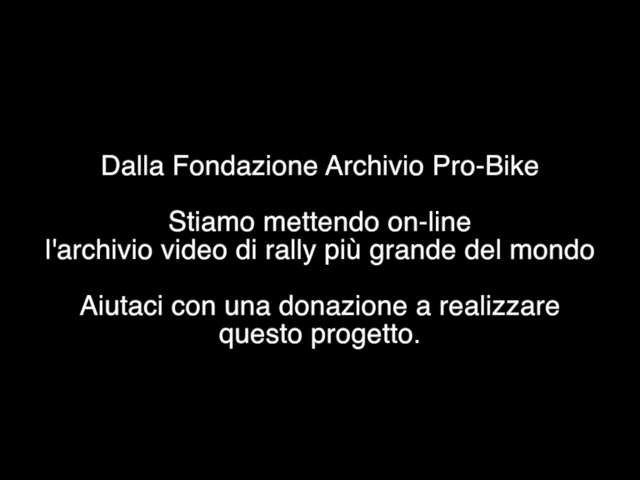 Dalla Fondazione Archivio Pro-Bike
Stiamo mettendo on-line
l'archivio video di rally più grande del mondo
Aiutaci con una donazione a realizzare
questo progetto.